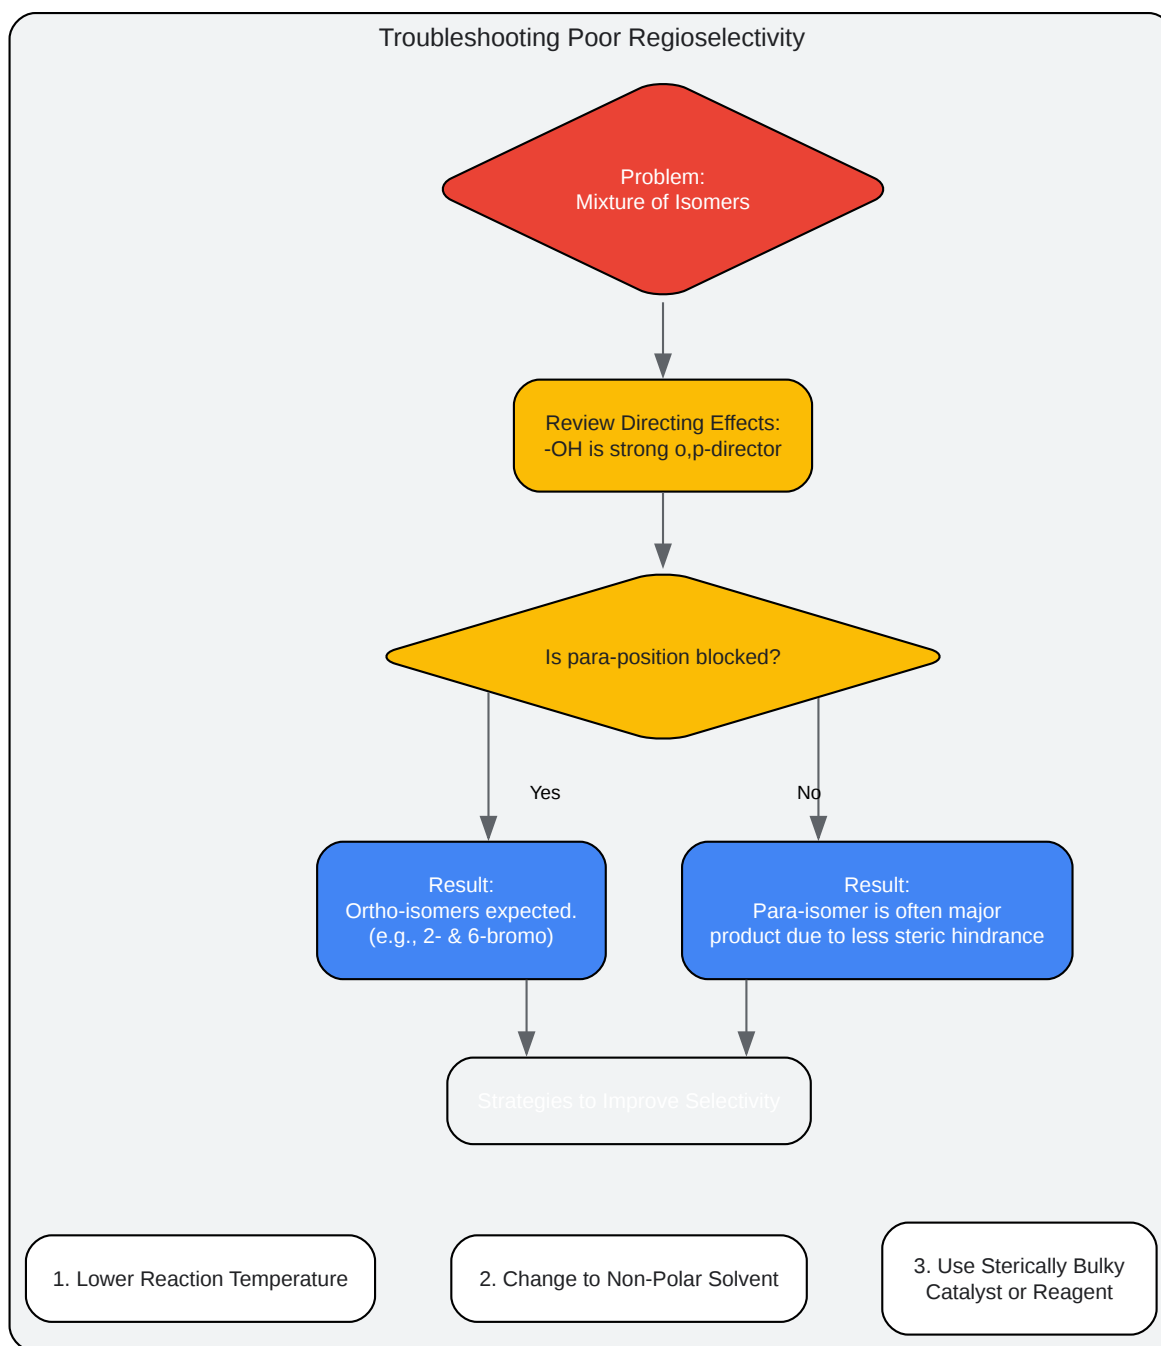 Troubleshooting Poor Regioselectivity
Problem:
Mixture of Isomers
Review Directing Effects:
-OH is strong o,p-director
Is para-position blocked?
Yes
No
Result:
Ortho-isomers expected.
(e.g., 2- & 6-bromo)
Result:
Para-isomer is often major
product due to less steric hindrance
Strategies to Improve Selectivity
1. Lower Reaction Temperature
2. Change to Non-Polar Solvent
3. Use Sterically Bulky
Catalyst or Reagent